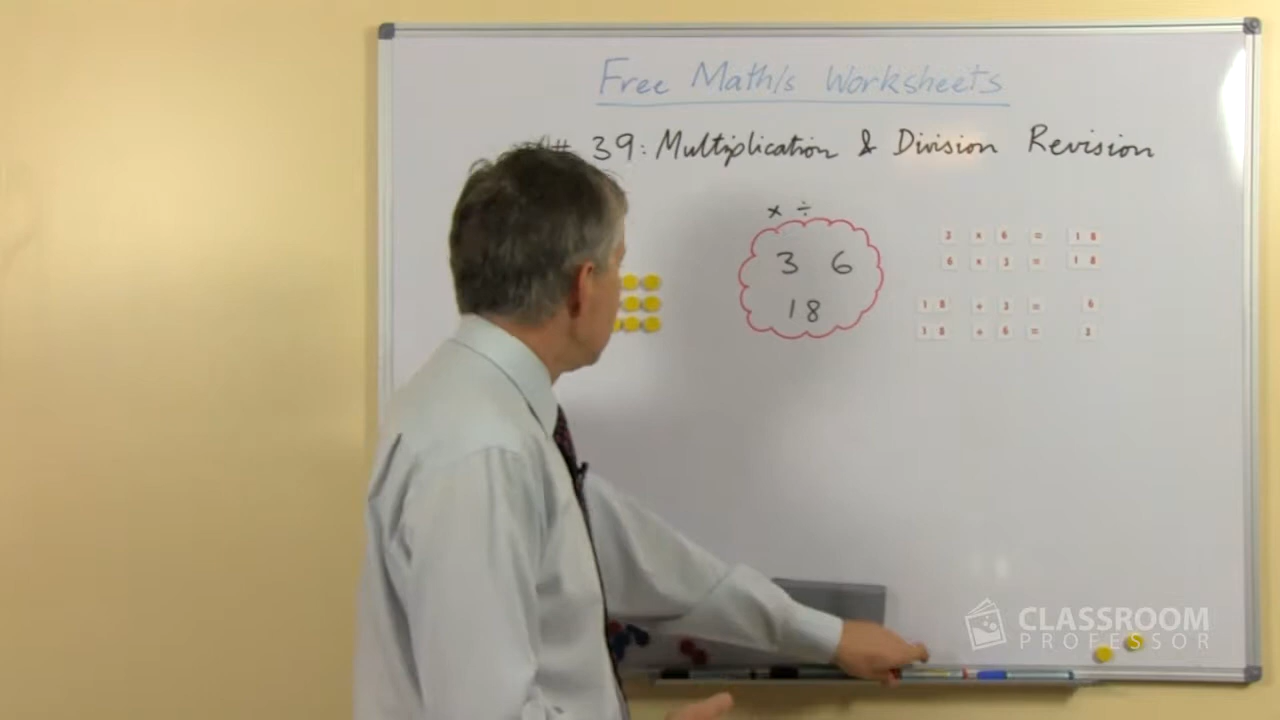 Free Math/s Worksheets
# 39: Multiplication & Division Revision
× ÷
3 6
18
3 × 6 = 18
6 × 3 = 18
18 ÷ 3 = 6
18 ÷ 6 = 3
CLASSROOM
PROFESSOR